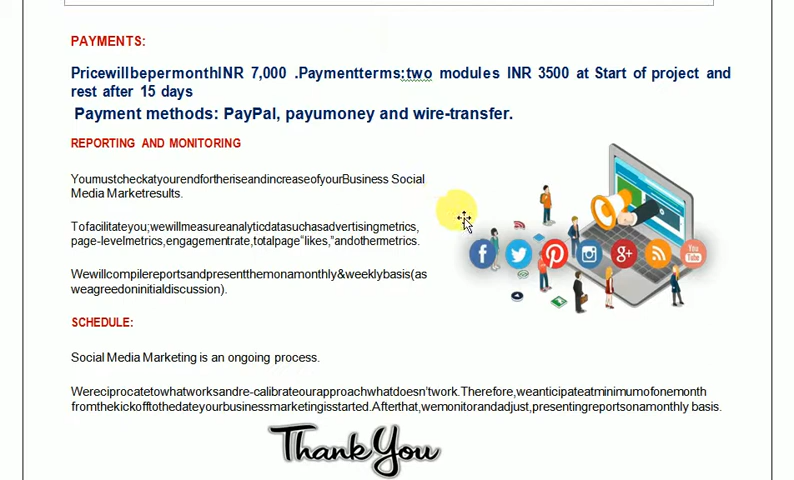 PAYMENTS:
PricewillbepermonthINR 7,000 .Paymentterms:two modules INR 3500 at Start of project and
rest after 15 days
Payment methods: PayPal, payumoney and wire-transfer.
REPORTING AND MONITORING
YoumustcheckatyourendfortheriseandincreaseofyourBusiness Social
Media Marketresults.
Tofacilitateyou;wewillmeasureanalyticdatasuchasadvertisingmetrics,
page-levelmetrics,engagementrate,totalpage"likes,"andothermetrics.
Wewillcompilereportsandpresentthemonamonthly&weeklybasis(as
weagreedoninitialdiscussion).
f
g+
You
Tube
SCHEDULE:
Social Media Marketing is an ongoing process.
Wereciprocatetowhatworksandre-calibrateourapproachwhatdoesn'twork.Therefore,weanticipateatminimumofonemonth
fromthekickofftothedateyourbusinessmarketingisstarted.Afterthat,wemonitorandadjust,presentingreportsonamonthly basis.
Thank You